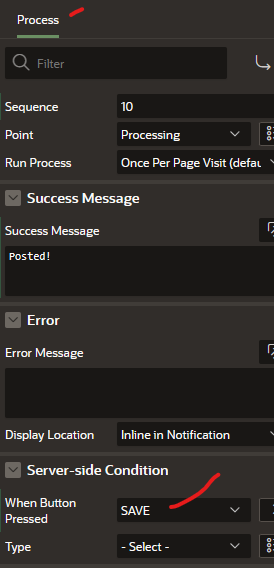 Process
Filter
Sequence 10
Point Processing
Run Process Once Per Page Visit (defau
Success Message
Success Message
Posted!
Error
Error Message
Display Location Inline in Notification
Server-side Condition
When Button
Pressed SAVE
Type - Select -